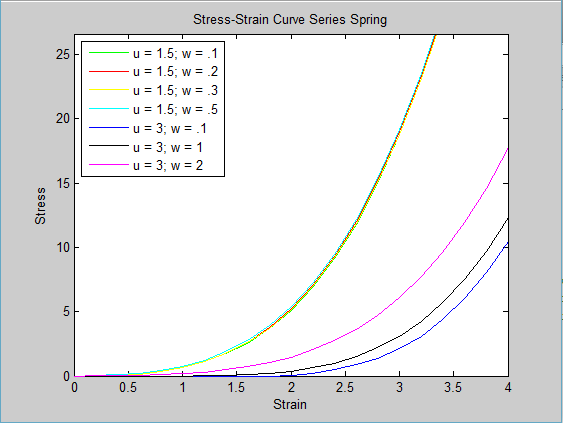 Stress-Strain Curve Series Spring
u = 1.5; w = .1
u = 1.5; w = .2
u = 1.5; w = .3
u = 1.5; w = .5
u = 3; w = .1
u = 3; w = 1
u = 3; w = 2
25
20
15
10
5
0
Stress
0 0.5 1 1.5 2 2.5 3 3.5 4
Strain